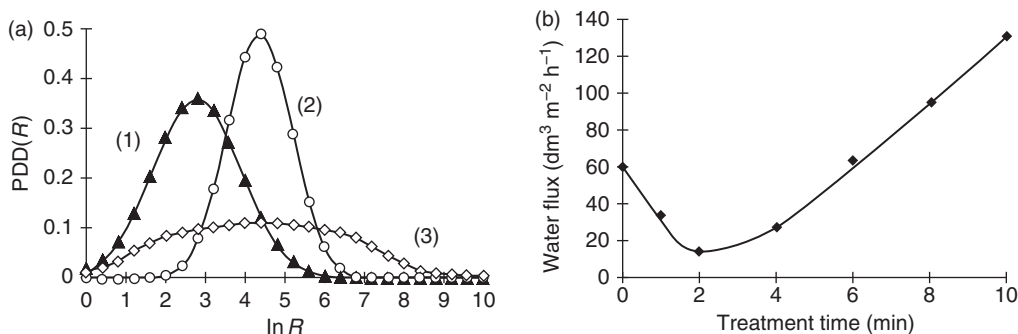 (a)
0.5
0.4
0.3
0.2
0.1
0
PDD(R)
(1)
(2)
(3)
0 1 2 3 4 5 6 7 8 9 10
ln R
(b)
140
120
100
80
60
40
20
0
Water flux (dm³ m⁻² h⁻¹)
0 2 4 6 8 10
Treatment time (min)